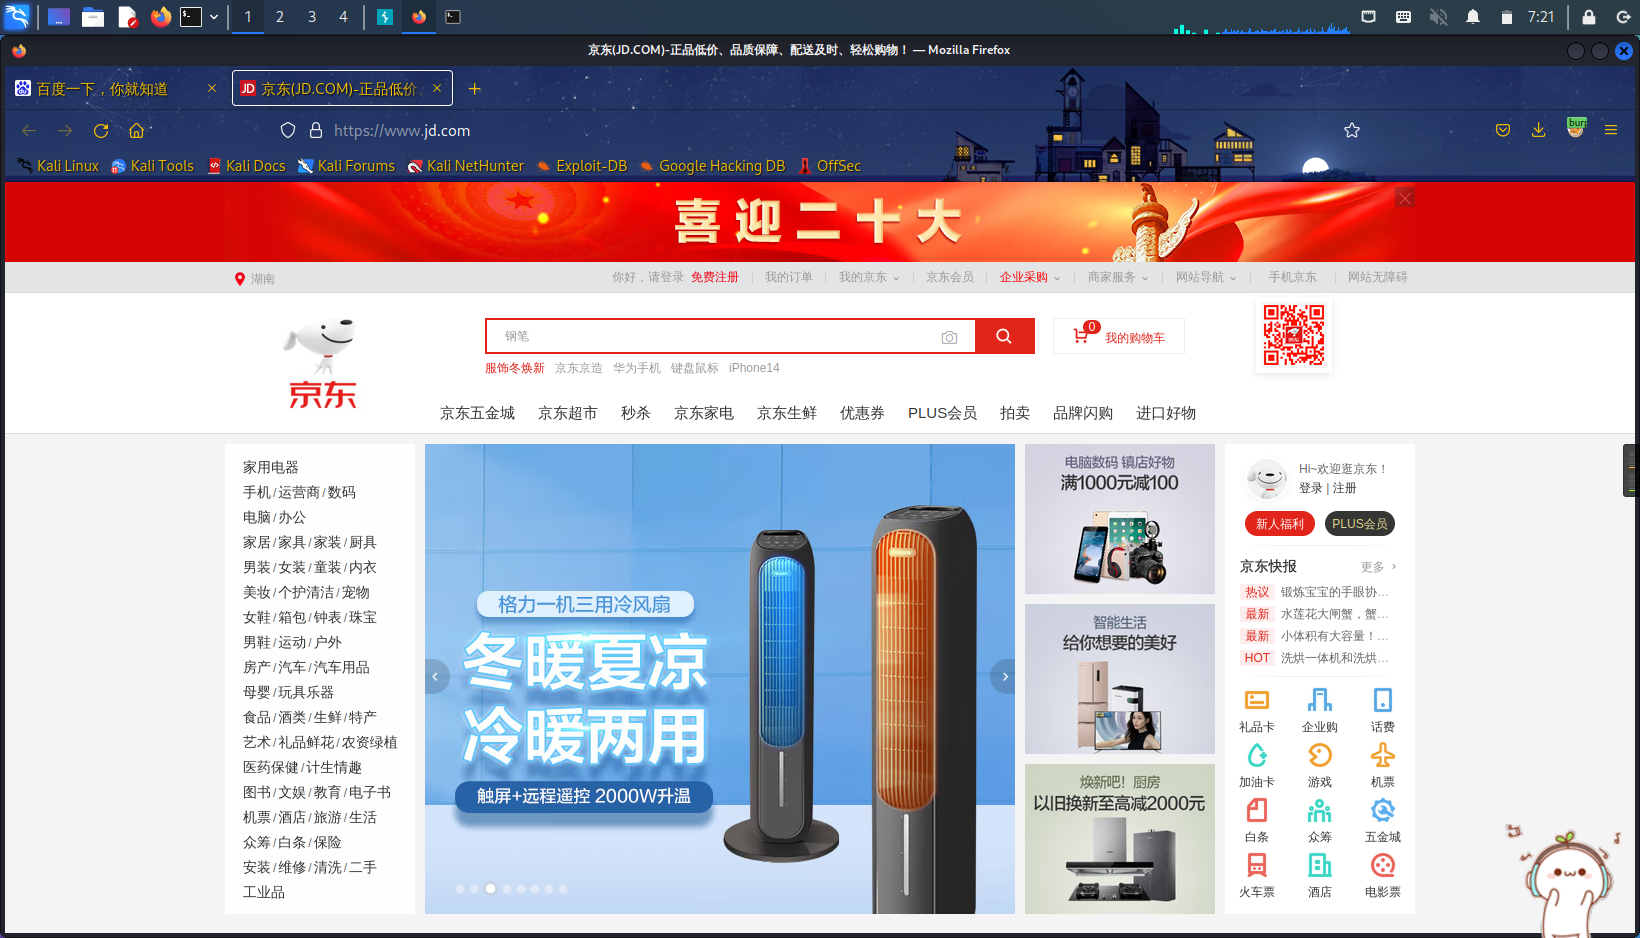 1 2 3 4
7:21
京东(JD.COM)-正品低价、品质保障、配送及时、轻松购物！ — Mozilla Firefox
百度一下，你就知道
JD 京东(JD.COM)-正品低价、
https://www.jd.com
Kali Linux Kali Tools Kali Docs Kali Forums Kali NetHunter Exploit-DB Google Hacking DB OffSec
喜迎二十大
湖南
你好，请登录 免费注册 我的订单 我的京东 京东会员 企业采购 商家服务 网站导航 手机京东 网站无障碍
钢笔
0 我的购物车
服饰冬焕新 京东京造 华为手机 键盘鼠标 iPhone14
京东
京东五金城 京东超市 秒杀 京东家电 京东生鲜 优惠券 PLUS会员 拍卖 品牌闪购 进口好物
家用电器
手机/运营商/数码
电脑/办公
家居/家具/家装/厨具
男装/女装/童装/内衣
美妆/个护清洁/宠物
女鞋/箱包/钟表/珠宝
男鞋/运动/户外
房产/汽车/汽车用品
母婴/玩具乐器
食品/酒类/生鲜/特产
艺术/礼品鲜花/农资绿植
医药保健/计生情趣
图书/文娱/教育/电子书
机票/酒店/旅游/生活
众筹/白条/保险
安装/维修/清洗/二手
工业品
格力一机三用冷风扇
冬暖夏凉
冷暖两用
触屏+远程遥控 2000W升温
电脑数码 镇店好物
满1000元减100
智能生活
给你想要的美好
焕新吧！厨房
以旧换新至高减2000元
Hi~欢迎逛京东！
登录 | 注册
新人福利 PLUS会员
京东快报 更多
热议 锻炼宝宝的手眼协...
最新 水莲花大闸蟹，蟹...
最新 小体积有大容量！...
HOT 洗烘一体机和洗烘...
礼品卡 企业购 话费
加油卡 游戏 机票
白条 众筹 五金城
火车票 酒店 电影票